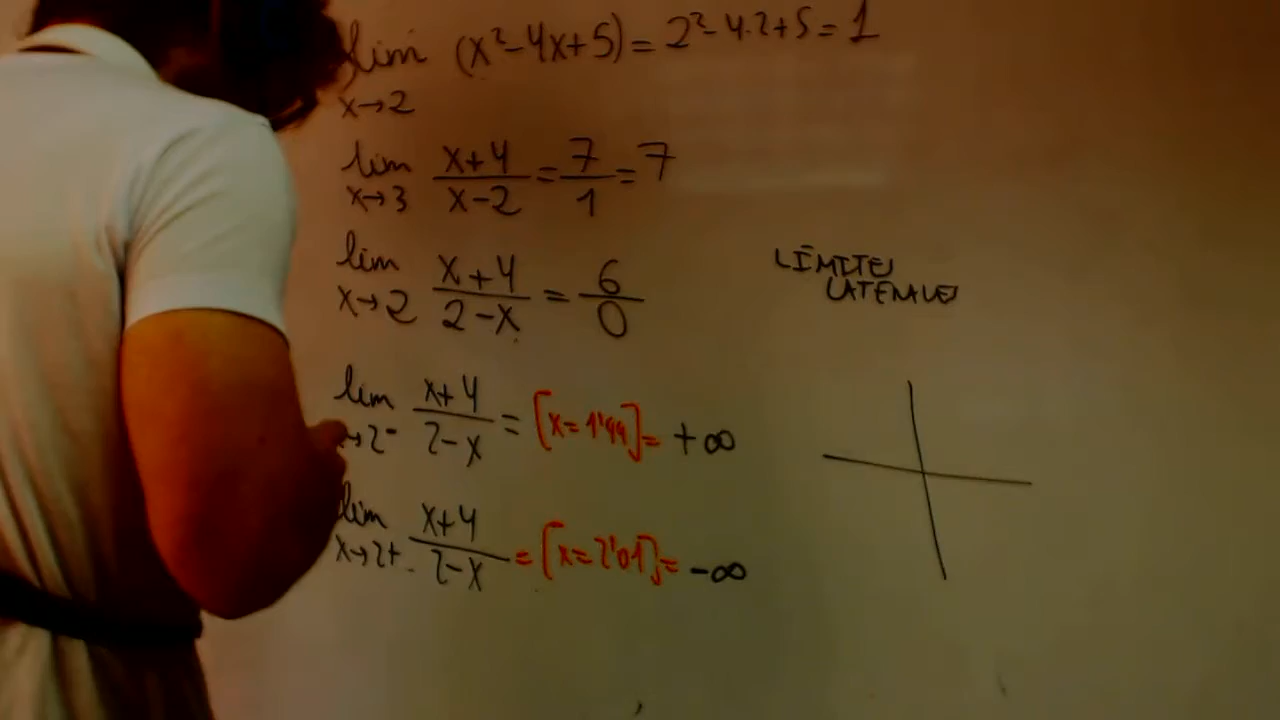 lim (x²-4x+5) = 2²-4·2+5 = 1
x→2
lim x+4/x-2 = 7/1 = 7
x→3
lim x+4/2-x = 6/0
x→2
LÍMITES
LATERALES
lim x+4/2-x = [x=1'99] = +∞
x→2⁻
lim x+4/2-x = [x=2'01] = -∞
x→2+